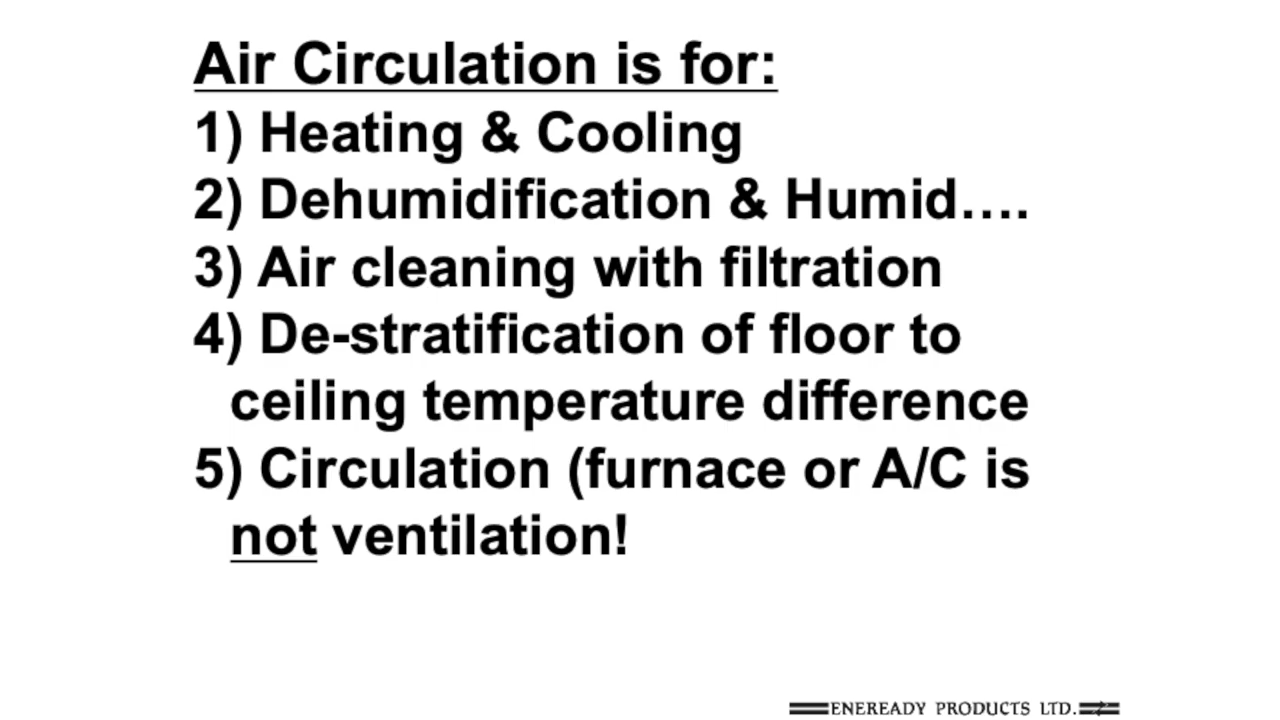 Air Circulation is for:
1) Heating & Cooling
2) Dehumidification & Humid....
3) Air cleaning with filtration
4) De-stratification of floor to
ceiling temperature difference
5) Circulation (furnace or A/C is
not ventilation!
ENEREADY PRODUCTS LTD.